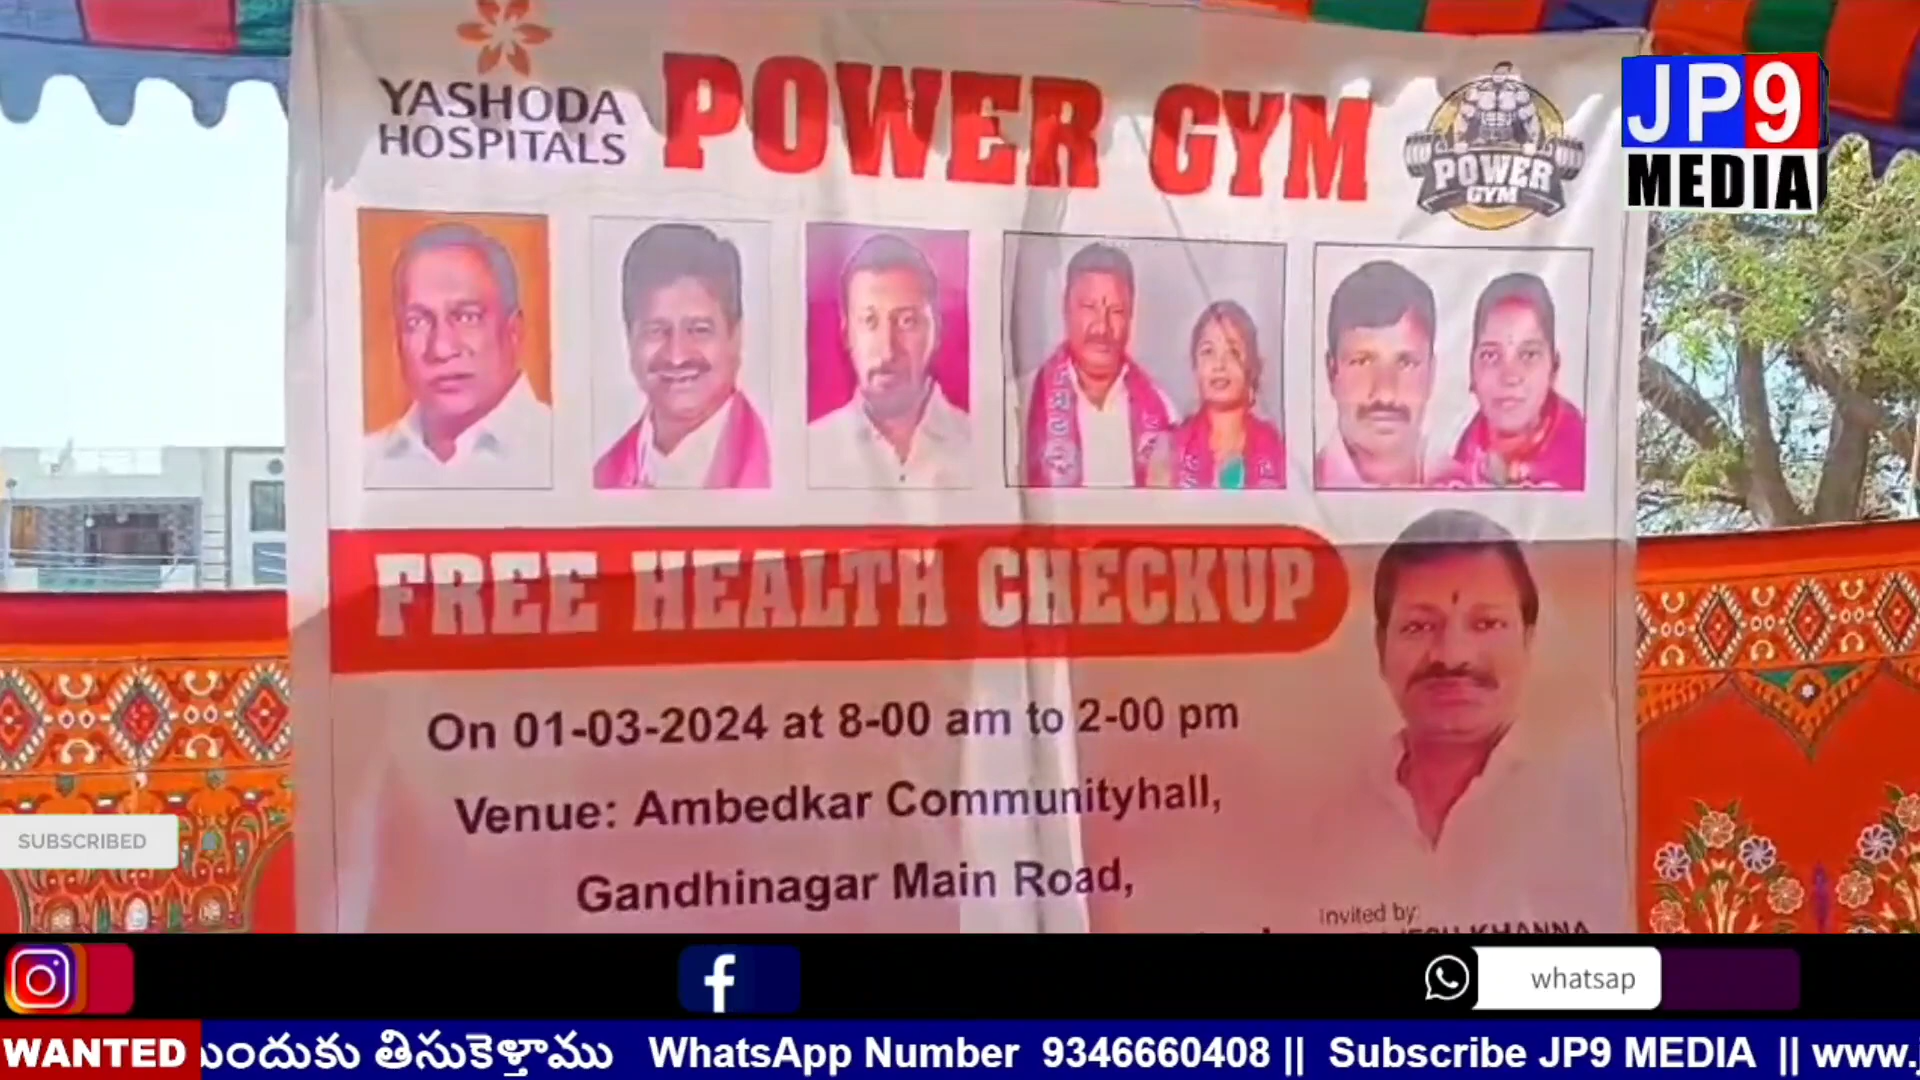 YASHODA
HOSPITALS
POWER GYM
POWER
GYM
JP9
MEDIA
FREE HEALTH CHECKUP
On 01-03-2024 at 8-00 am to 2-00 pm
Venue: Ambedkar Communityhall,
Gandhinagar Main Road,
Invited by:
KHANNA
SUBSCRIBED
whatsap
WANTED ముందుకు తిసుకెళ్తాము WhatsApp Number 9346660408 || Subscribe JP9 MEDIA || www.